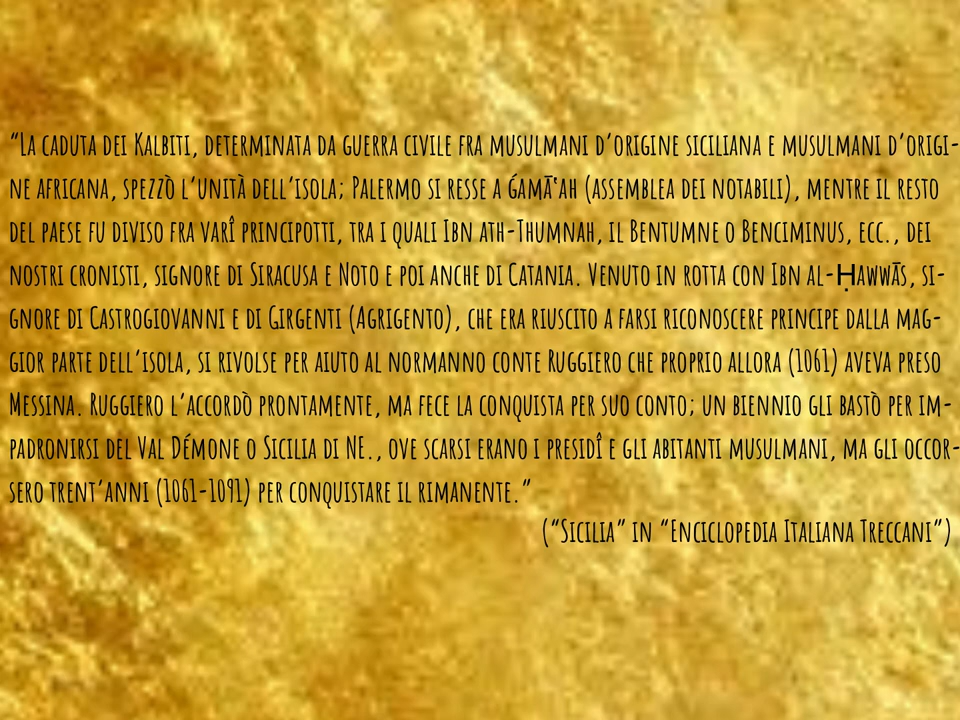 “La caduta dei Kalbiti, determinata da guerra civile fra musulmani d’origine siciliana e musulmani d’origi-
ne africana, spezzò l’unità dell’isola; Palermo si resse a ǵamā‛ah (assemblea dei notabili), mentre il resto
del paese fu diviso fra varî principotti, tra i quali Ibn ath-Thumnah, il Bentumne o Benciminus, ecc., dei
nostri cronisti, signore di Siracusa e Noto e poi anche di Catania. Venuto in rotta con Ibn al-Ḥawwās, si-
gnore di Castrogiovanni e di Girgenti (Agrigento), che era riuscito a farsi riconoscere principe dalla mag-
gior parte dell’isola, si rivolse per aiuto al normanno conte Ruggiero che proprio allora (1061) aveva preso
Messina. Ruggiero l’accordò prontamente, ma fece la conquista per suo conto; un biennio gli bastò per im-
padronirsi del Val Démone o Sicilia di NE., ove scarsi erano i presidî e gli abitanti musulmani, ma gli occor-
sero trent’anni (1061-1091) per conquistare il rimanente.”
(“Sicilia” in “Enciclopedia Italiana Treccani”)